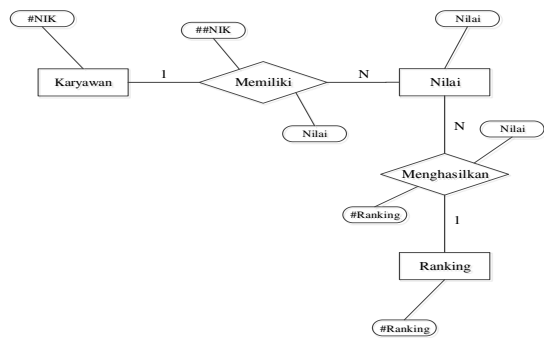 #NIK
Nilai
##NIK
Karyawan
1
Memiliki
N
Nilai
Nilai
N
Nilai
Menghasilkan
#Ranking
1
Ranking
#Ranking